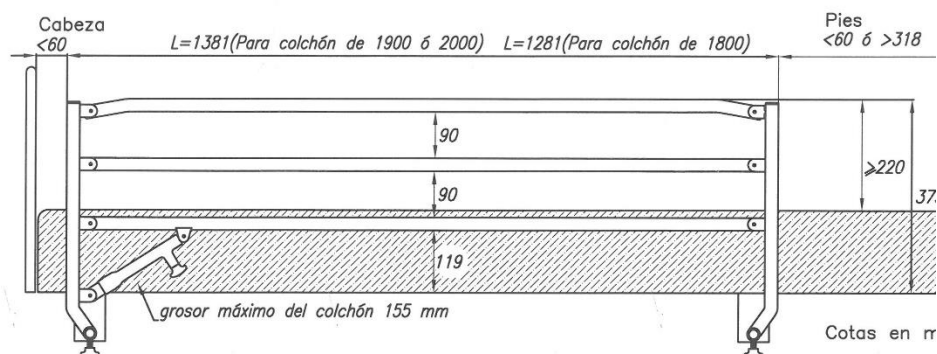 Cabeza
<60
L=1381(Para colchón de 1900 ó 2000)
L=1281(Para colchón de 1800)
Pies
<60 ó >318
90
90
119
⩾220
373
grosor máximo del colchón 155 mm
Cotas en m